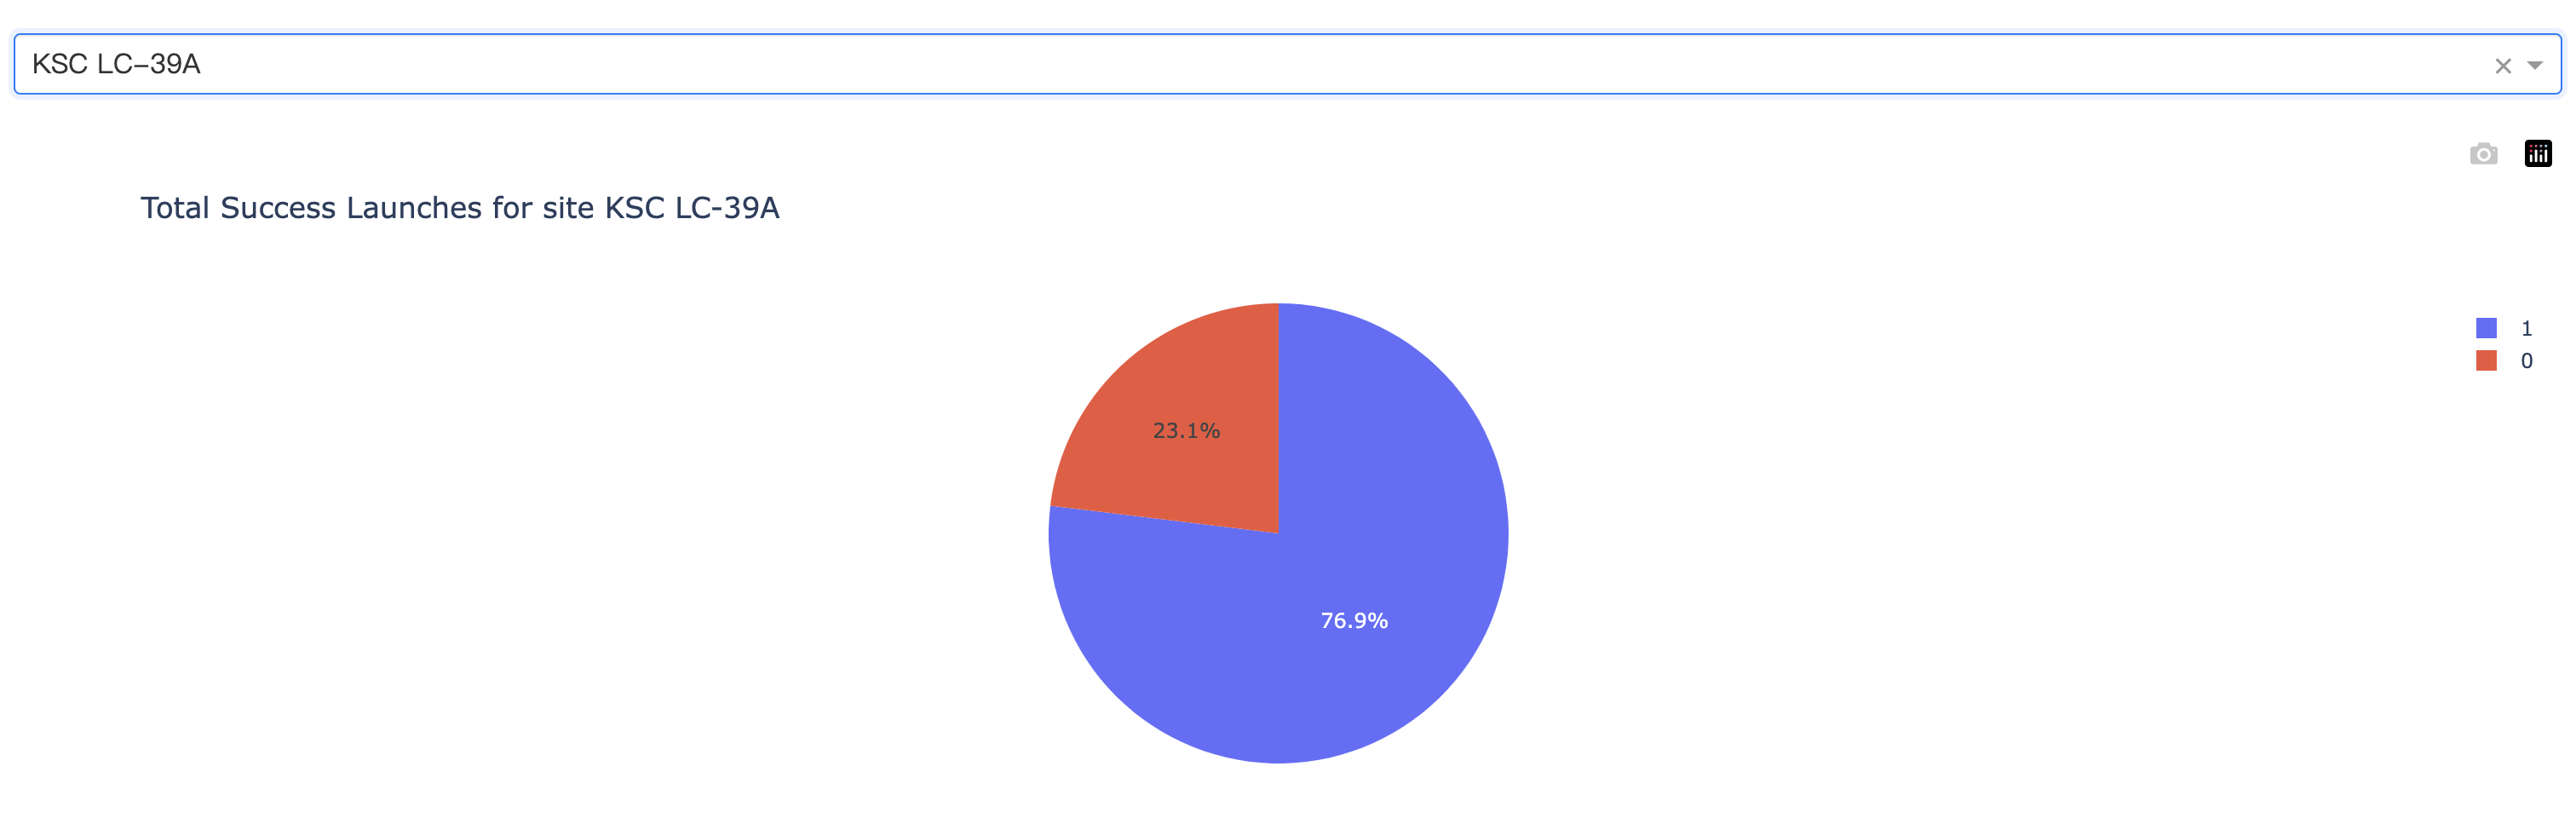 KSC LC-39A
Total Success Launches for site KSC LC-39A
1
0
23.1%
76.9%